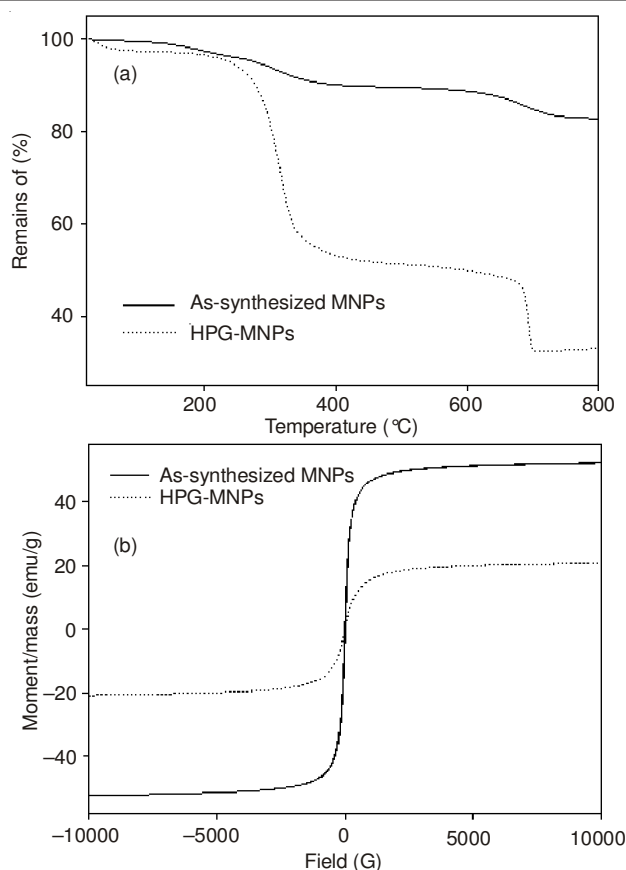 100
(a)
80
60
40
Remains of (%)
As-synthesized MNPs
HPG-MNPs
200
400
600
800
Temperature (°C)
As-synthesized MNPs
HPG-MNPs
(b)
40
20
0
–20
–40
Moment/mass (emu/g)
–10000
–5000
0
5000
10000
Field (G)